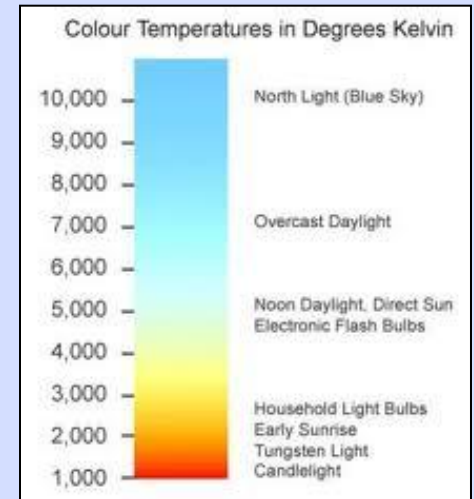 Colour Temperatures in Degrees Kelvin
10,000 North Light (Blue Sky)
9,000
8,000
7,000 Overcast Daylight
6,000
5,000 Noon Daylight, Direct Sun
Electronic Flash Bulbs
4,000
3,000
Household Light Bulbs
2,000 Early Sunrise
Tungsten Light
1,000 Candlelight